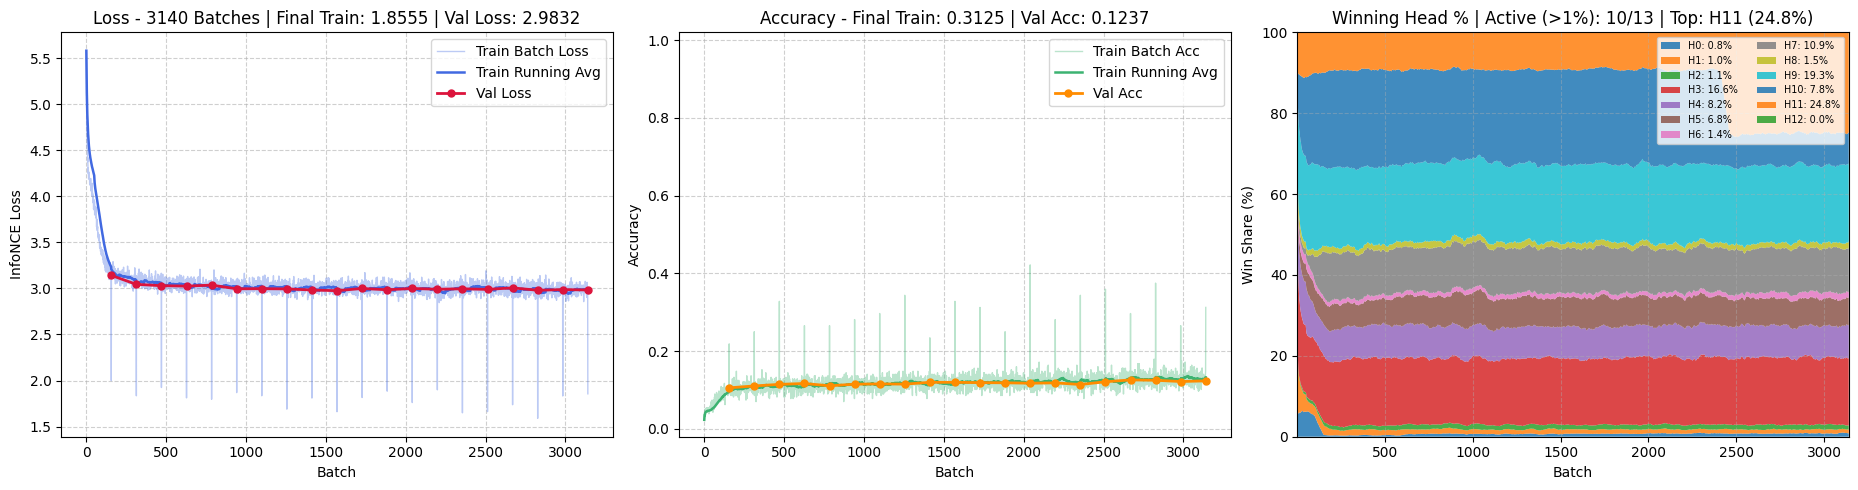 Loss - 3140 Batches | Final Train: 1.8555 | Val Loss: 2.9832
InfoNCE Loss
5.5
5.0
4.5
4.0
3.5
3.0
2.5
2.0
1.5
Train Batch Loss
Train Running Avg
Val Loss
0 500 1000 1500 2000 2500 3000
Batch
Accuracy - Final Train: 0.3125 | Val Acc: 0.1237
Accuracy
1.0
0.8
0.6
0.4
0.2
0.0
Train Batch Acc
Train Running Avg
Val Acc
0 500 1000 1500 2000 2500 3000
Batch
Winning Head % | Active (>1%): 10/13 | Top: H11 (24.8%)
Win Share (%)
100
80
60
40
20
0
H0: 0.8%
H1: 1.0%
H2: 1.1%
H3: 16.6%
H4: 8.2%
H5: 6.8%
H6: 1.4%
H7: 10.9%
H8: 1.5%
H9: 19.3%
H10: 7.8%
H11: 24.8%
H12: 0.0%
500 1000 1500 2000 2500 3000
Batch